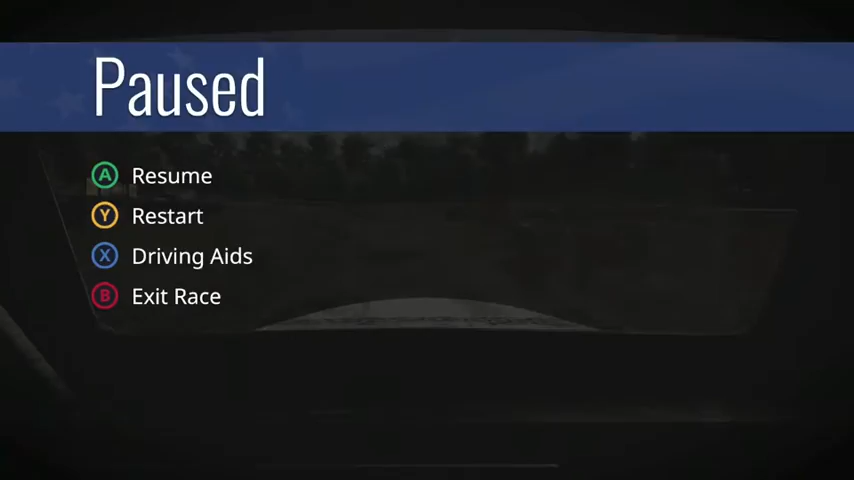 Paused
A Resume
Y Restart
X Driving Aids
B Exit Race